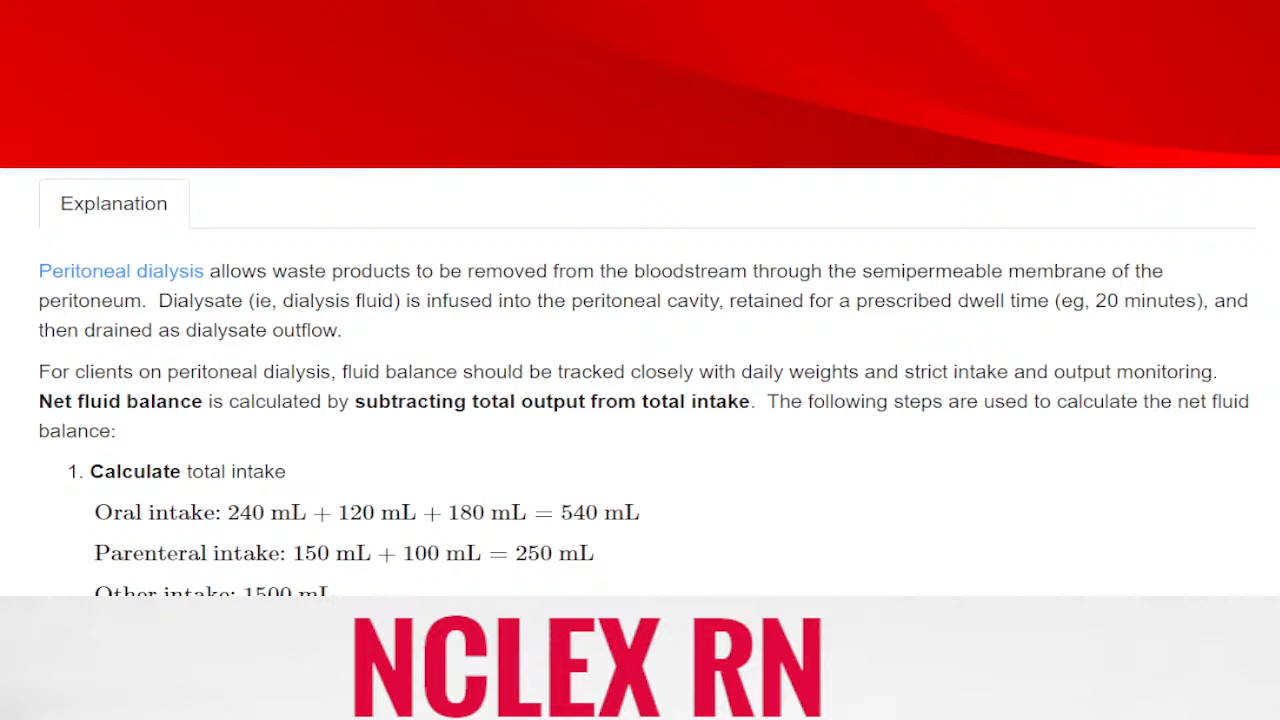 Explanation
Peritoneal dialysis allows waste products to be removed from the bloodstream through the semipermeable membrane of the
peritoneum.  Dialysate (ie, dialysis fluid) is infused into the peritoneal cavity, retained for a prescribed dwell time (eg, 20 minutes), and
then drained as dialysate outflow.
For clients on peritoneal dialysis, fluid balance should be tracked closely with daily weights and strict intake and output monitoring.
Net fluid balance is calculated by subtracting total output from total intake.  The following steps are used to calculate the net fluid
balance:
1. Calculate total intake
Oral intake: 240 mL + 120 mL + 180 mL = 540 mL
Parenteral intake: 150 mL + 100 mL = 250 mL
Other intake: 1500 mL
NCLEX RN